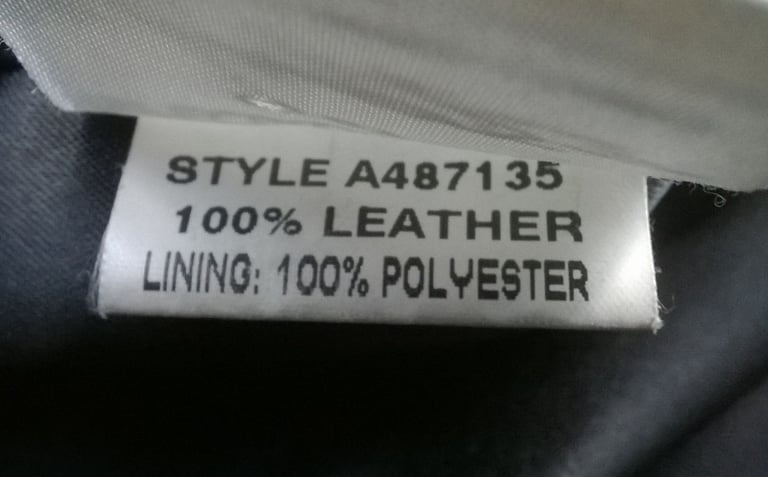 STYLE A487135
100% LEATHER
LINING: 100% POLYESTER